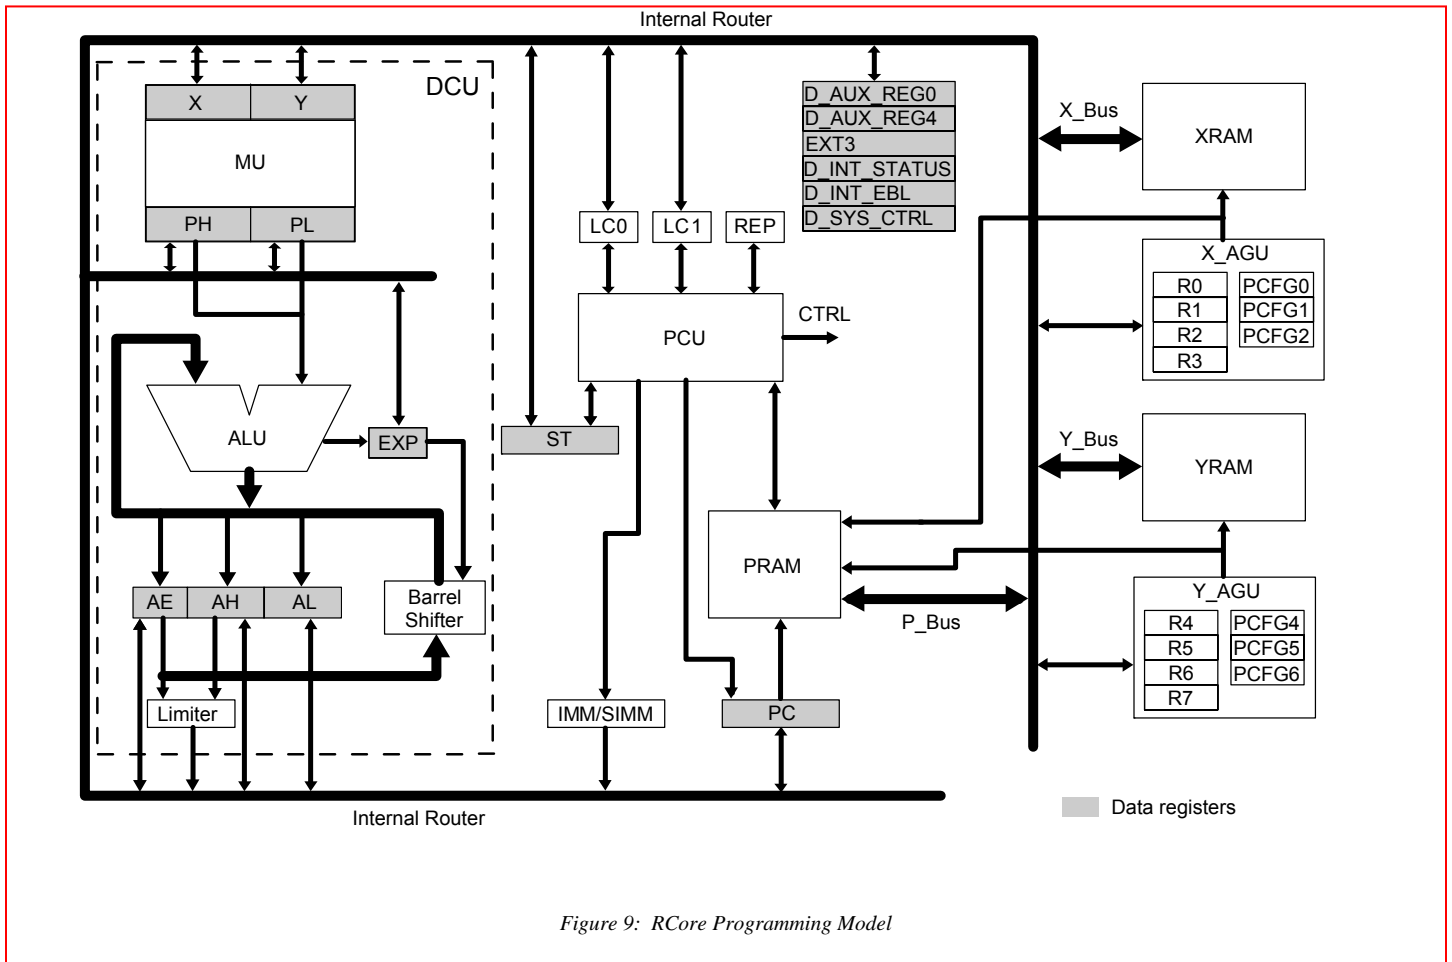 Internal Router
DCU
X Y
MU
PH PL
ALU
EXP
AE AH AL
Barrel
Shifter
Limiter
LC0 LC1 REP
PCU
CTRL
ST
D_AUX_REG0
D_AUX_REG4
EXT3
D_INT_STATUS
D_INT_EBL
D_SYS_CTRL
PRAM
P_Bus
IMM/SIMM
PC
X_Bus
XRAM
X_AGU
R0 PCFG0
R1 PCFG1
R2 PCFG2
R3
Y_Bus
YRAM
Y_AGU
R4 PCFG4
R5 PCFG5
R6 PCFG6
R7
Internal Router
Data registers
Figure 9: RCore Programming Model